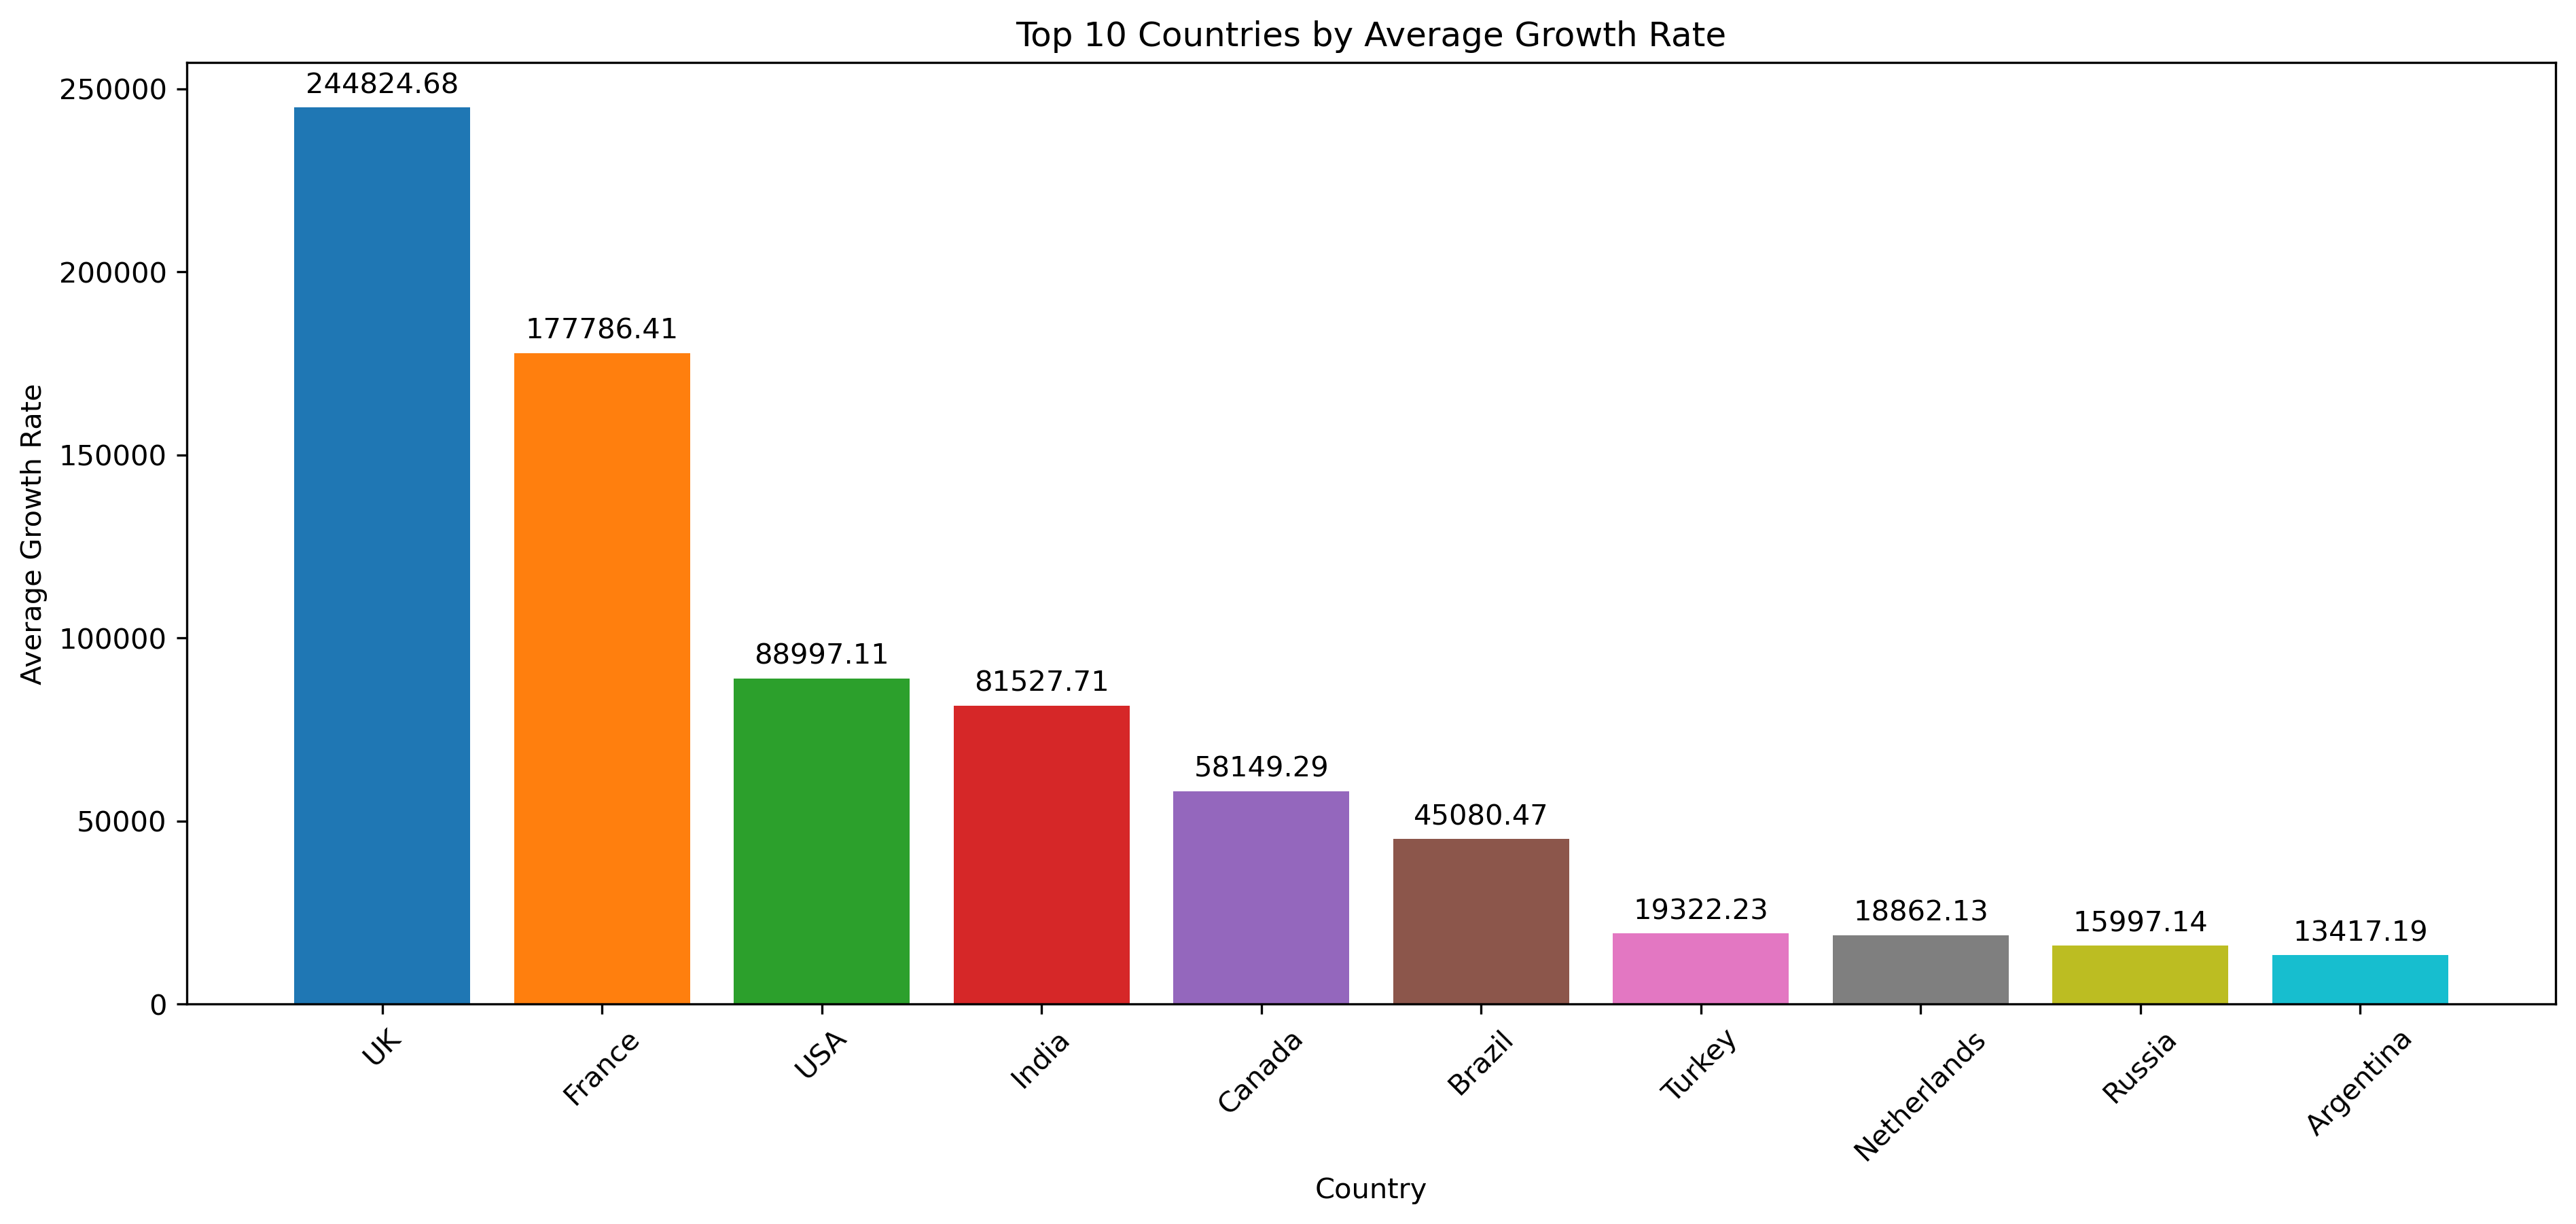 Top 10 Countries by Average Growth Rate
Average Growth Rate
250000
200000
150000
100000
50000
0
244824.68
177786.41
88997.11
81527.71
58149.29
45080.47
19322.23
18862.13
15997.14
13417.19
UK
France
USA
India
Canada
Brazil
Turkey
Netherlands
Russia
Argentina
Country